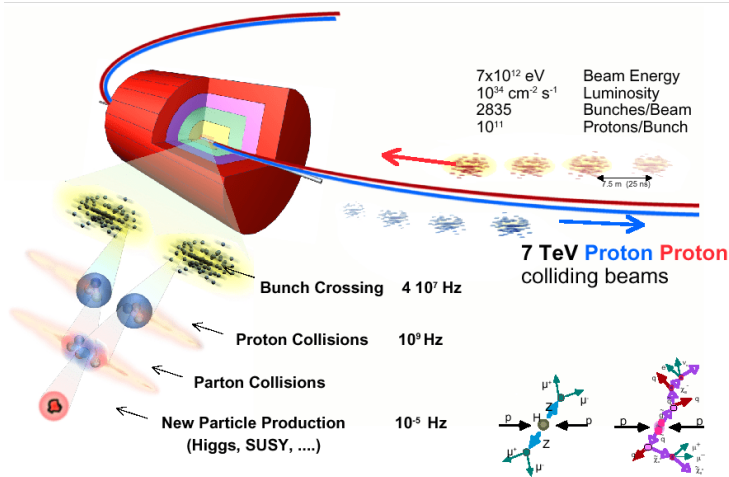 7x10¹² eV Beam Energy
10³⁴ cm⁻² s⁻¹ Luminosity
2835 Bunches/Beam
10¹¹ Protons/Bunch
7.5 m (25 ns)
7 TeV Proton Proton
colliding beams
Bunch Crossing 4 10⁷ Hz
Proton Collisions 10⁹ Hz
Parton Collisions
New Particle Production 10⁻⁵ Hz
(Higgs, SUSY, ....)
μ⁺ μ⁻
Z
p H p
Z
μ⁺
μ⁻
p p
q
q
μ⁺
μ⁻